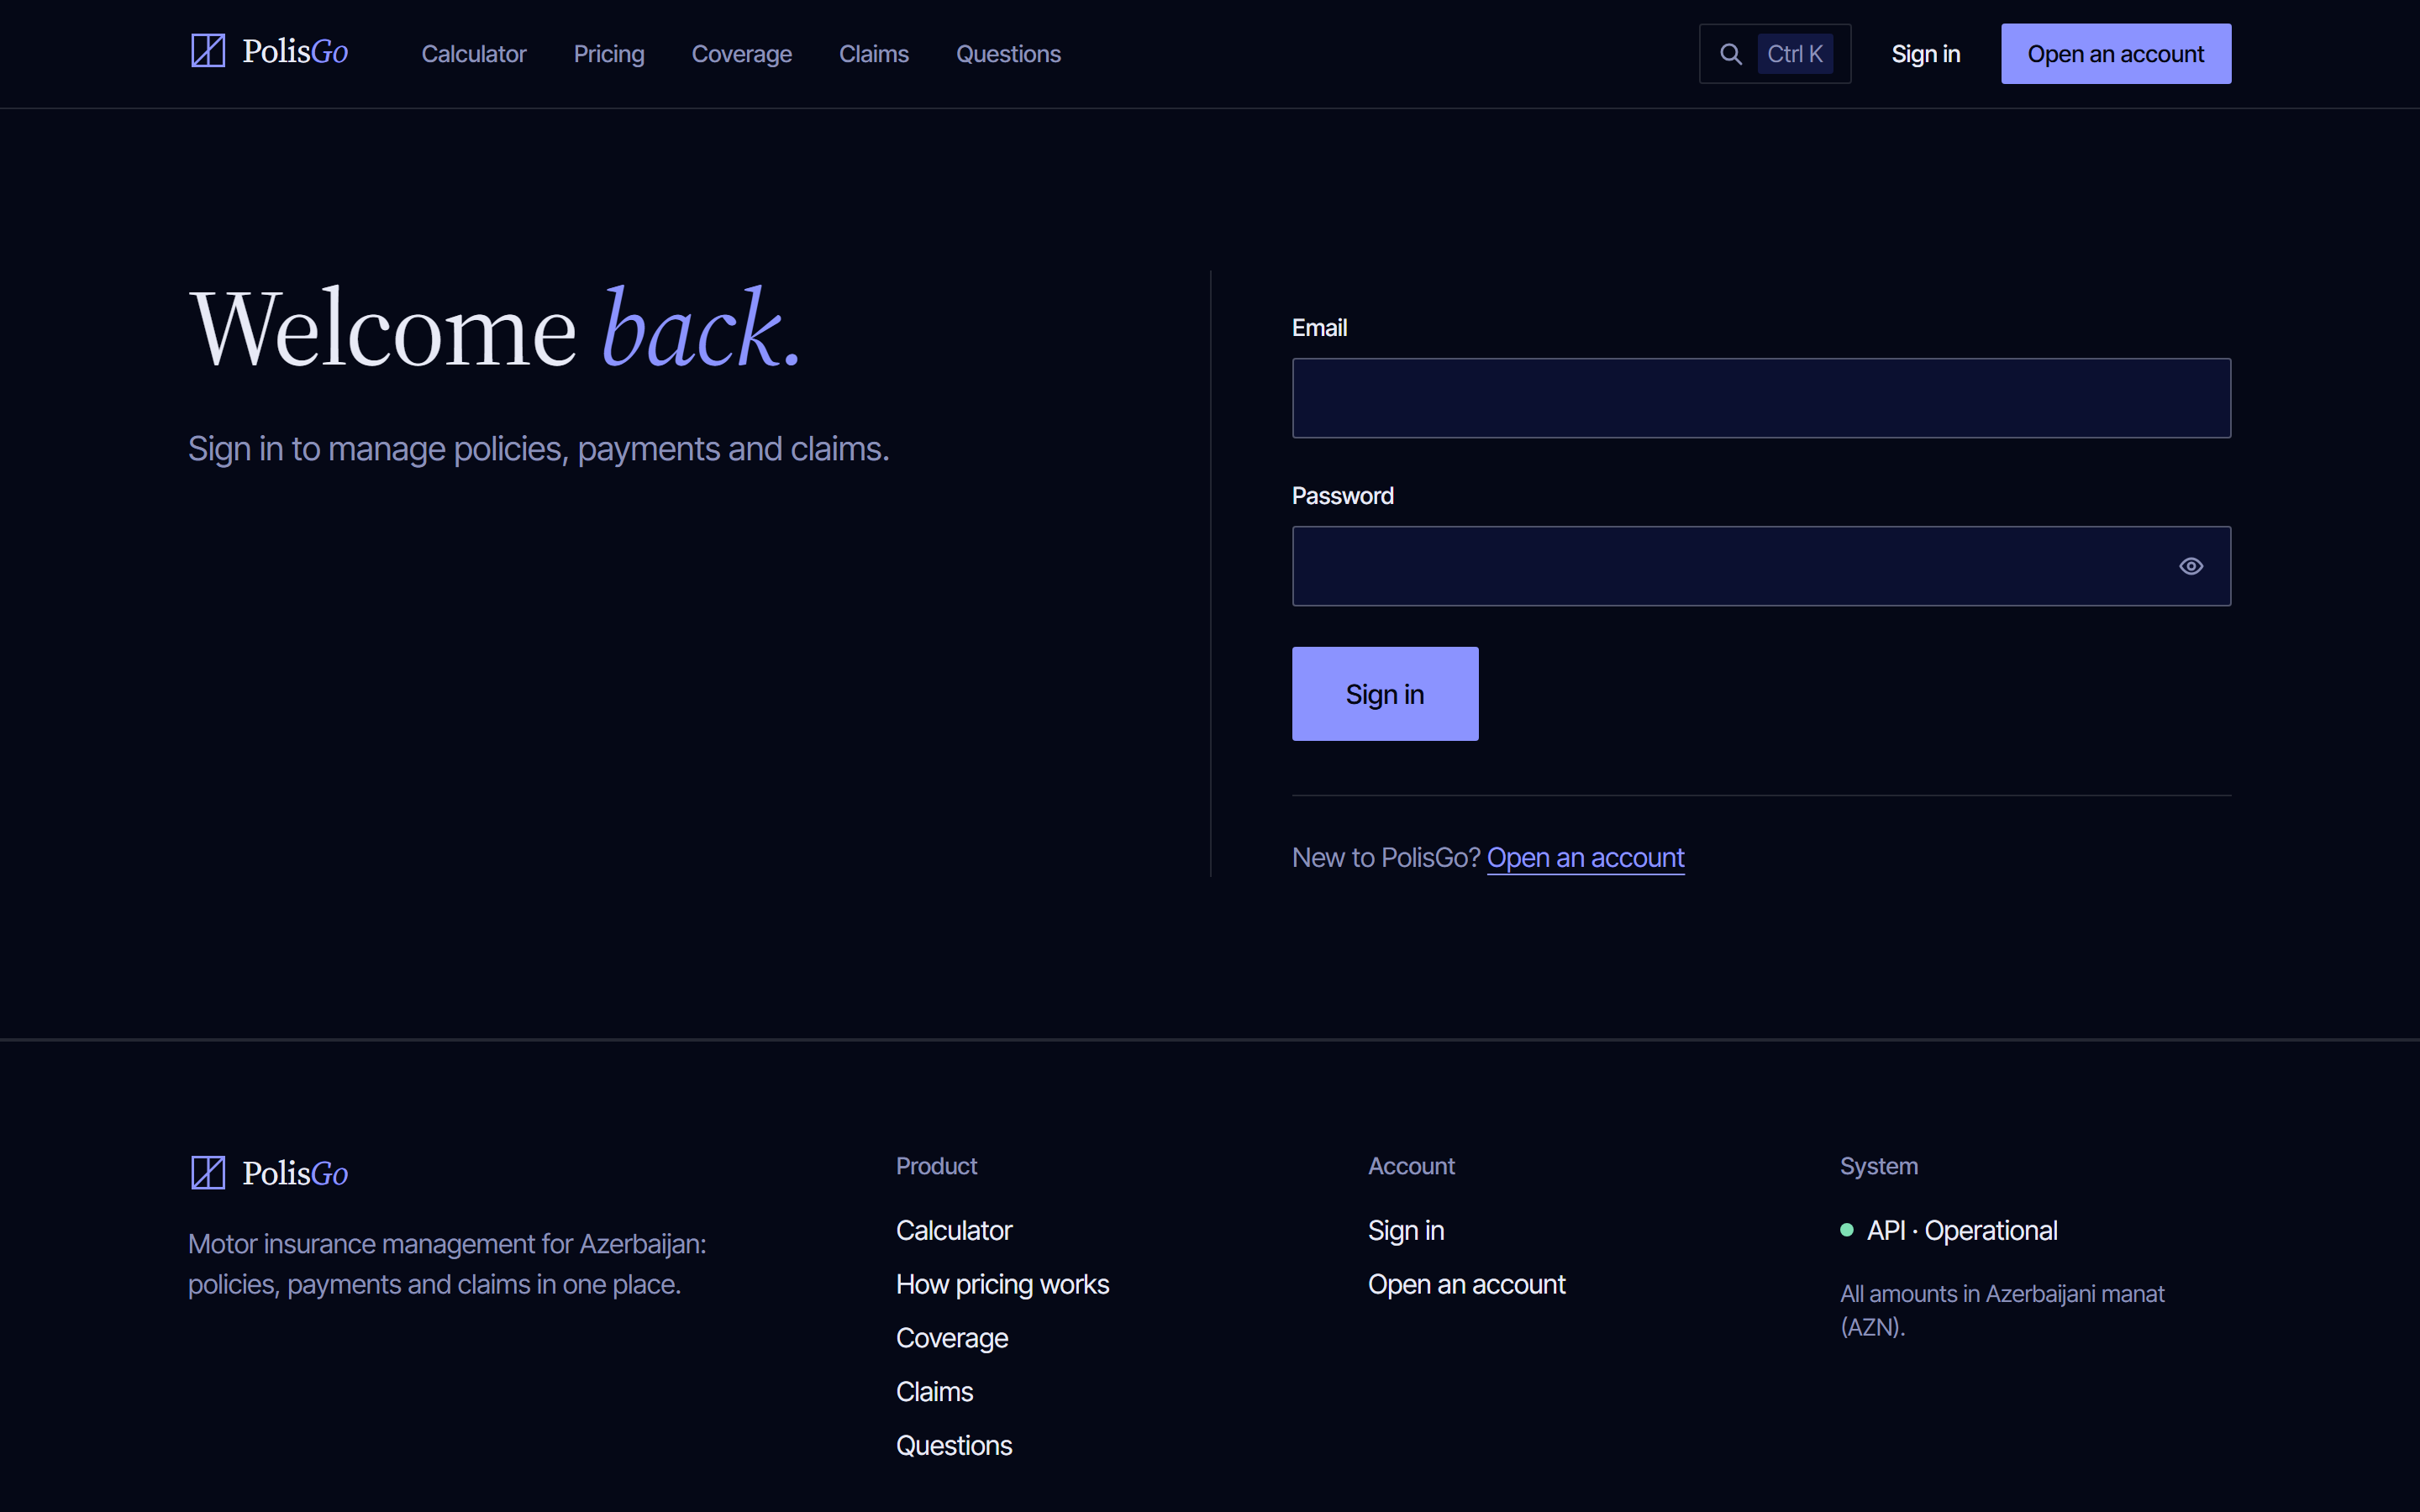 PolisGo
Calculator
Pricing
Coverage
Claims
Questions
Ctrl K
Sign in
Open an account
Welcome back.
Sign in to manage policies, payments and claims.
Email
Password
Sign in
New to PolisGo? Open an account
PolisGo
Motor insurance management for Azerbaijan:
policies, payments and claims in one place.
Product
Calculator
How pricing works
Coverage
Claims
Questions
Account
Sign in
Open an account
System
API · Operational
All amounts in Azerbaijani manat
(AZN).